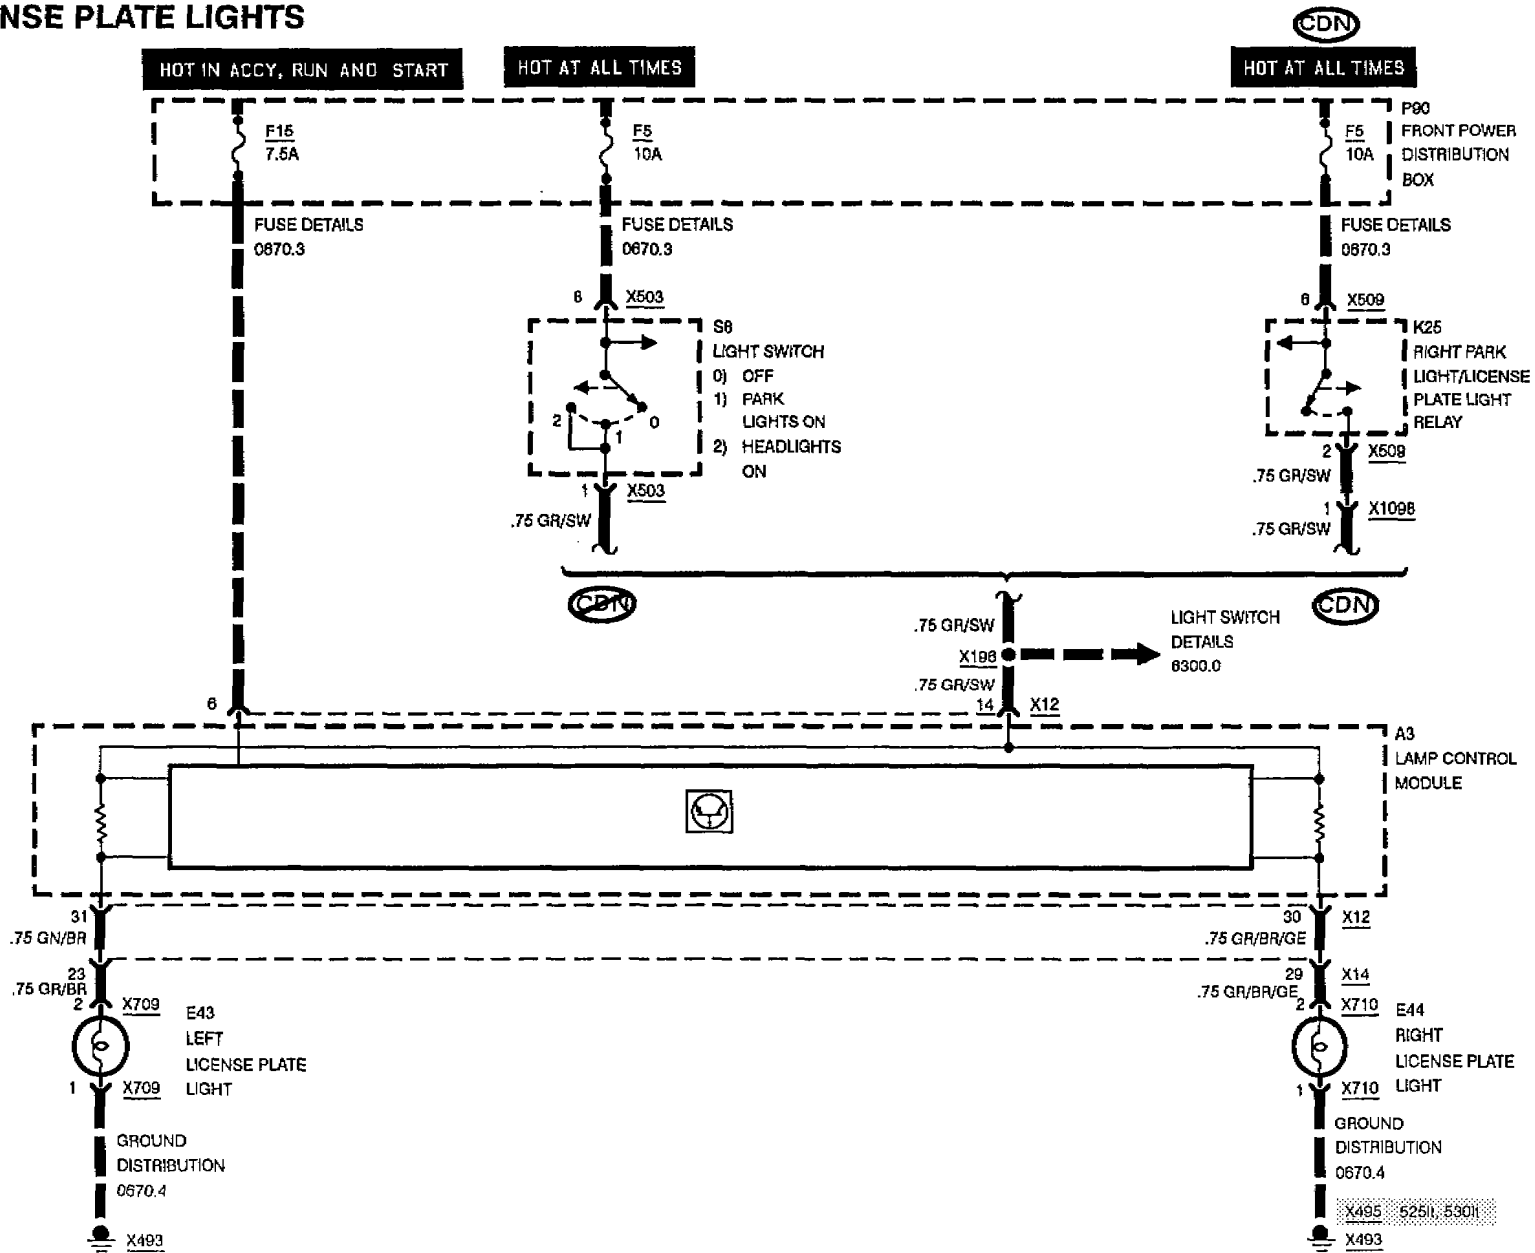 NSE PLATE LIGHTS
CDN
HOT IN ACCY, RUN AND START
HOT AT ALL TIMES
HOT AT ALL TIMES
F15
7.5A
F5
10A
F5
10A
P90
FRONT POWER
DISTRIBUTION
BOX
FUSE DETAILS
0670.3
FUSE DETAILS
0670.3
FUSE DETAILS
0670.3
8 X503
6 X509
S8
LIGHT SWITCH
0) OFF
1) PARK
LIGHTS ON
2) HEADLIGHTS
ON
2
1
0
K25
RIGHT PARK
LIGHT/LICENSE
PLATE LIGHT
RELAY
1 X503
.75 GR/SW
2 X509
.75 GR/SW
1 X1098
.75 GR/SW
CDN
CDN
.75 GR/SW
X196
.75 GR/SW
LIGHT SWITCH
DETAILS
6300.0
6
14 X12
A3
LAMP CONTROL
MODULE
31
.75 GN/BR
30 X12
.75 GR/BR/GE
23
.75 GR/BR
29 X14
.75 GR/BR/GE
2 X709
2 X710
E43
LEFT
LICENSE PLATE
LIGHT
E44
RIGHT
LICENSE PLATE
LIGHT
1 X709
1 X710
GROUND
DISTRIBUTION
0670.4
GROUND
DISTRIBUTION
0670.4
X493
X495 525it, 530it
X493